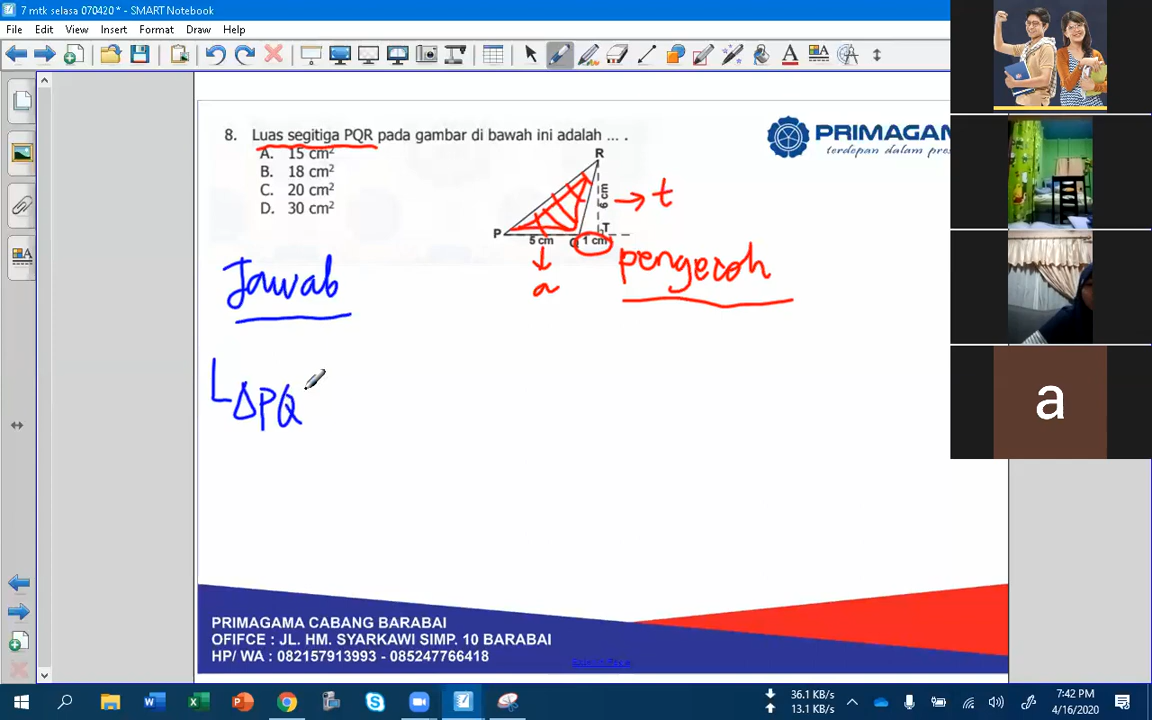 7 mtk selasa 070420 * - SMART Notebook
File Edit View Insert Format Draw Help
PRIMAGAMA
terdepan dalam pres
8. Luas segitiga PQR pada gambar di bawah ini adalah ... .
A. 15 cm²
B. 18 cm²
C. 20 cm²
D. 30 cm²
R
6 cm
→ t
P
T
5 cm
Q
1 cm
a
pengecoh
Jawab
L ΔPQ
a
PRIMAGAMA CABANG BARABAI
OFIFCE : JL. HM. SYARKAWI SIMP. 10 BARABAI
HP/ WA : 082157913993 - 085247766418
36.1 KB/s
13.1 KB/s
7:42 PM
4/16/2020